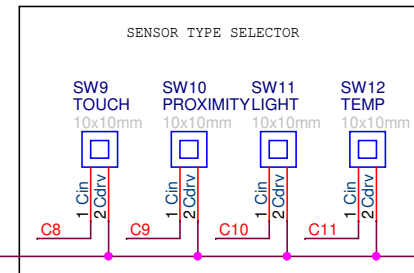 SENSOR TYPE SELECTOR
SW9 SW10 SW11 SW12
TOUCH PROXIMITY LIGHT TEMP
10x10mm 10x10mm 10x10mm 10x10mm
1 Cin 2 Cdrv 1 Cin 2 Cdrv 1 Cin 2 Cdrv 1 Cin 2 Cdrv
C8 C9 C10 C11